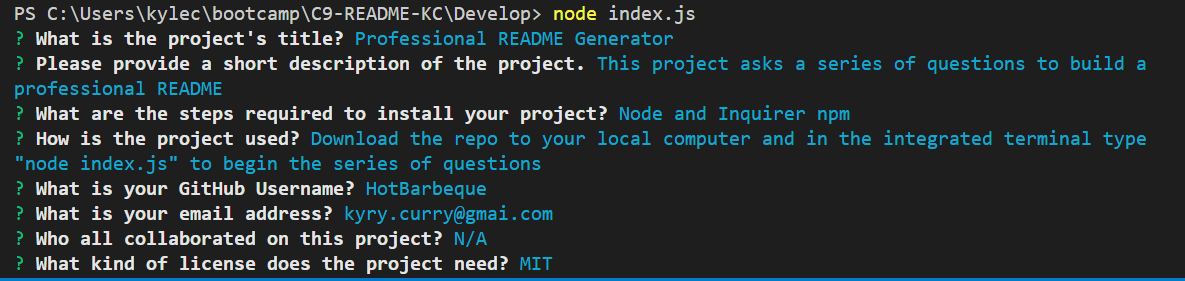 PS C:\Users\kylec\bootcamp\C9-README-KC\Develop> node index.js
? What is the project's title? Professional README Generator
? Please provide a short description of the project. This project asks a series of questions to build a
professional README
? What are the steps required to install your project? Node and Inquirer npm
? How is the project used? Download the repo to your local computer and in the integrated terminal type
"node index.js" to begin the series of questions
? What is your GitHub Username? HotBarbeque
? What is your email address? kyry.curry@gmai.com
? Who all collaborated on this project? N/A
? What kind of license does the project need? MIT